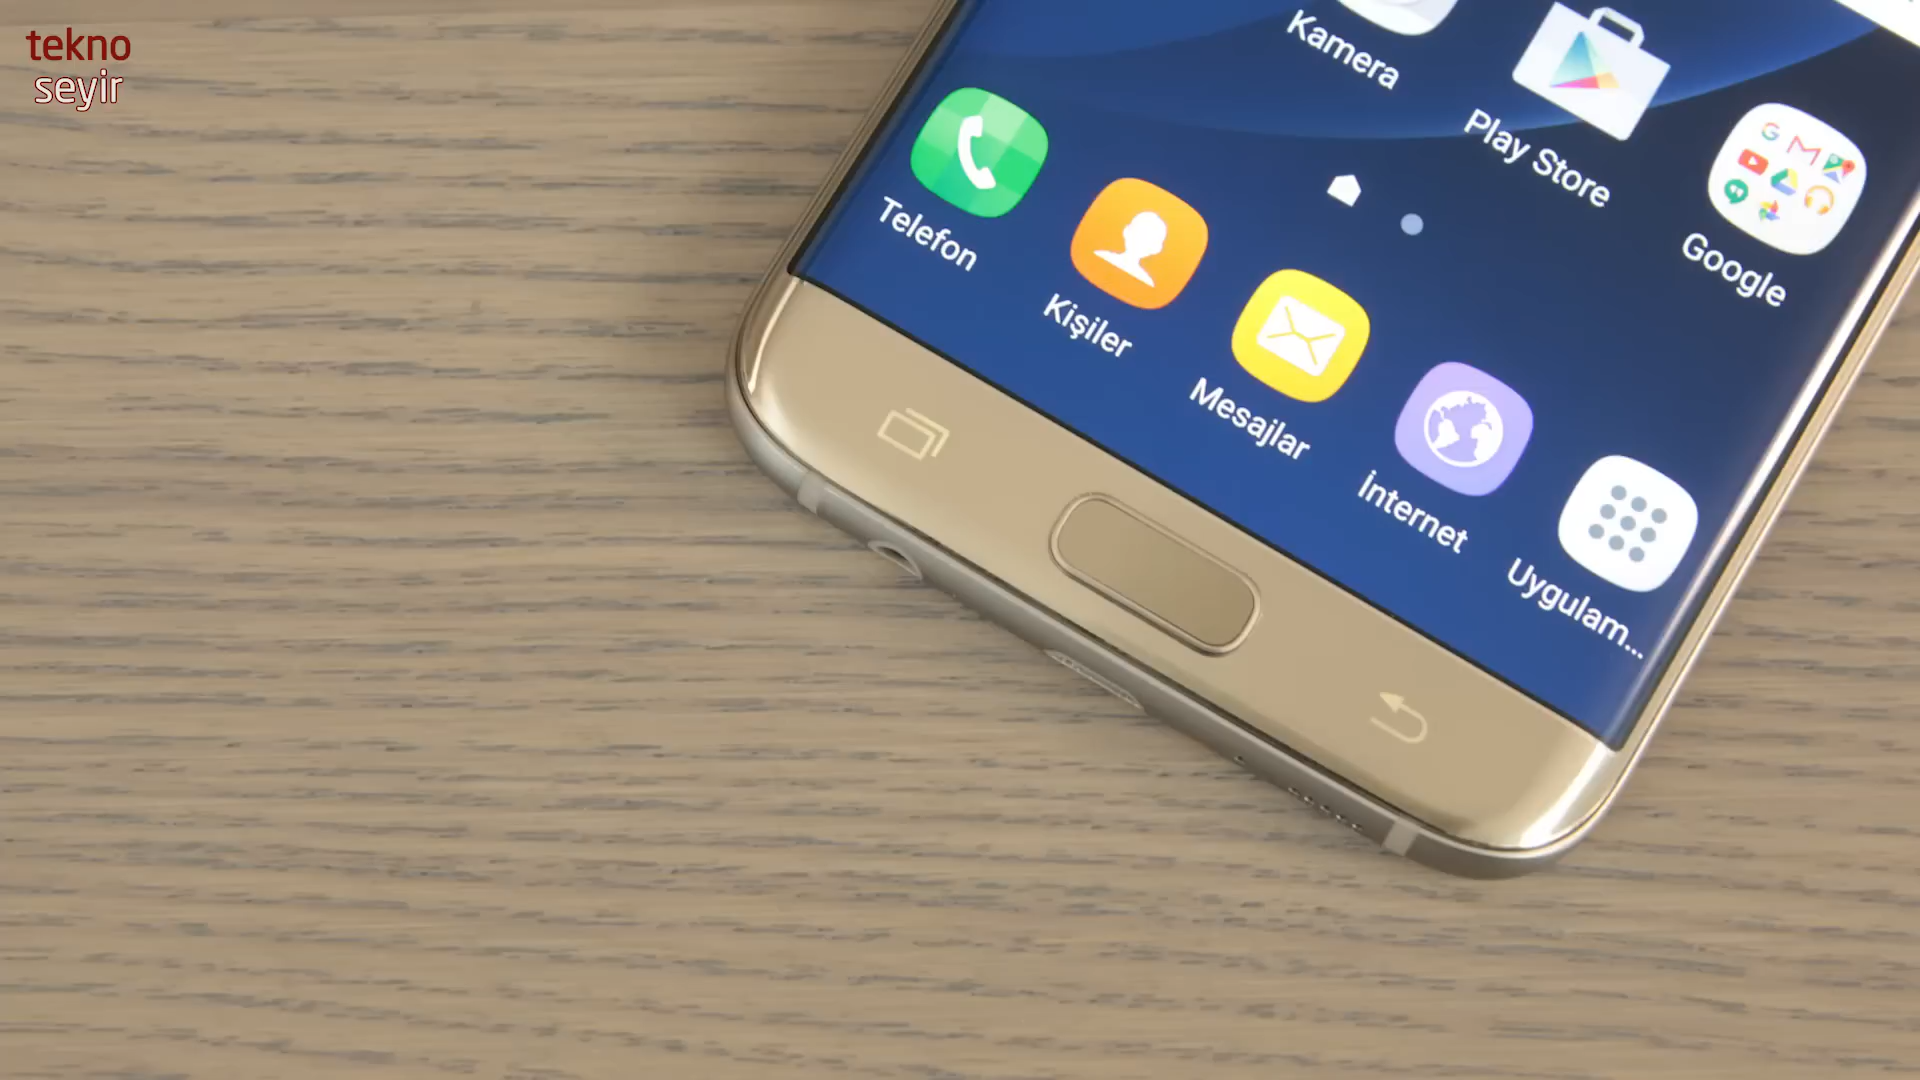 tekno
seyir
Kamera
Play Store
Google
Telefon
Kişiler
Mesajlar
İnternet
Uygulam...